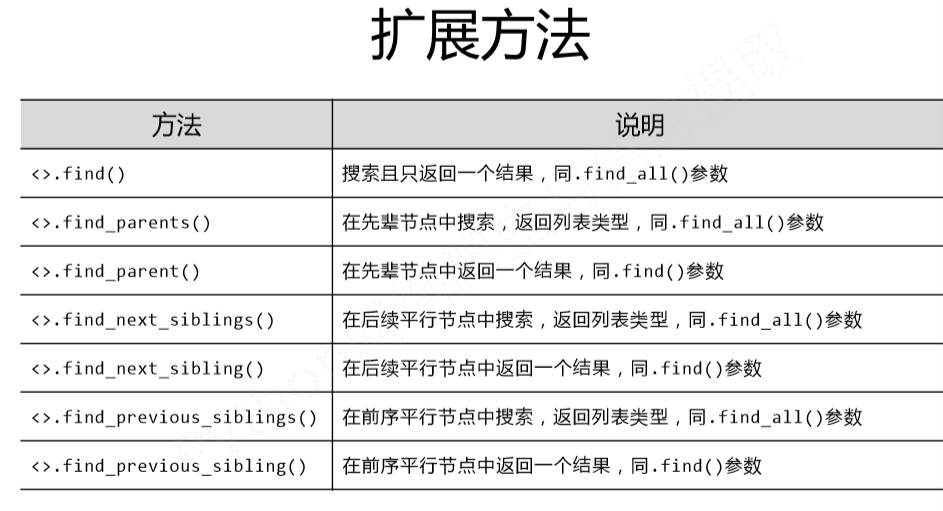 扩展方法
方法 说明
<>.find() 搜索且只返回一个结果，同.find_all()参数
<>.find_parents() 在先辈节点中搜索，返回列表类型，同.find_all()参数
<>.find_parent() 在先辈节点中返回一个结果，同.find()参数
<>.find_next_siblings() 在后续平行节点中搜索，返回列表类型，同.find_all()参数
<>.find_next_sibling() 在后续平行节点中返回一个结果，同.find()参数
<>.find_previous_siblings() 在前序平行节点中搜索，返回列表类型，同.find_all()参数
<>.find_previous_sibling() 在前序平行节点中返回一个结果，同.find()参数